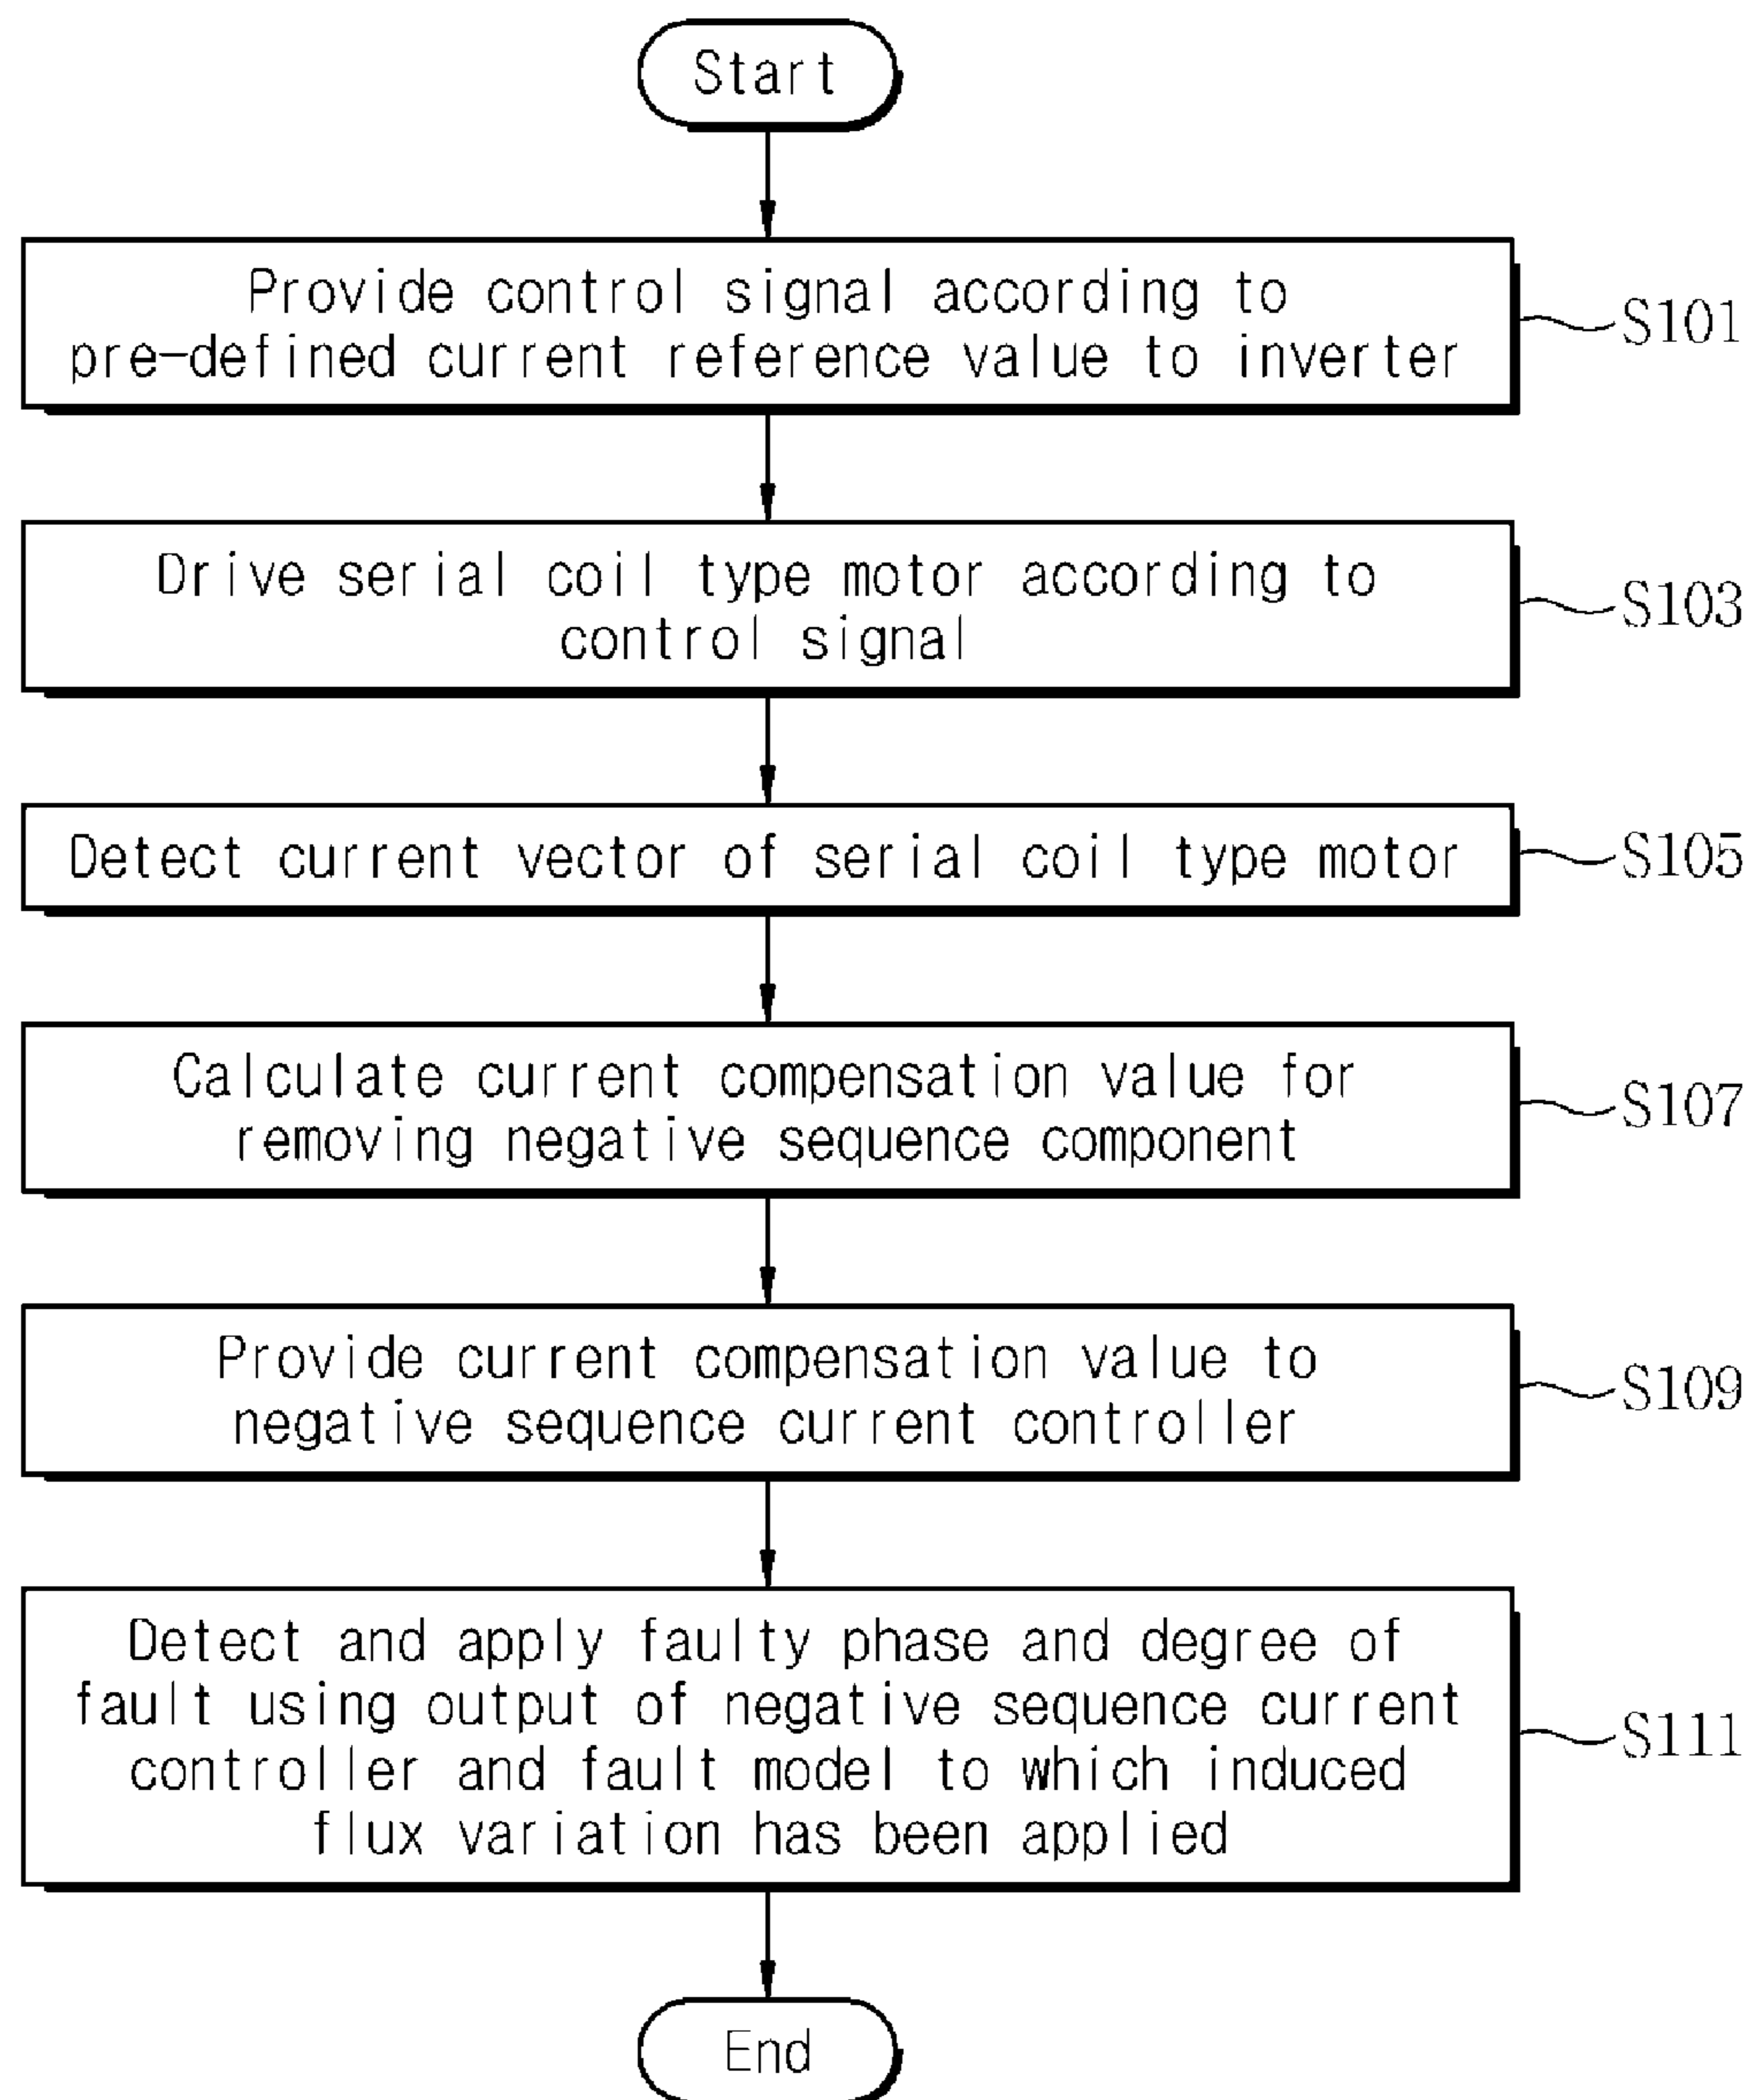 Start
Provide control signal according to
pre-defined current reference value to inverter
S101
Drive serial coil type motor according to
control signal
S103
Detect current vector of serial coil type motor
S105
Calculate current compensation value for
removing negative sequence component
S107
Provide current compensation value to
negative sequence current controller
S109
Detect and apply faulty phase and degree of
fault using output of negative sequence current
controller and fault model to which induced
flux variation has been applied
S111
End